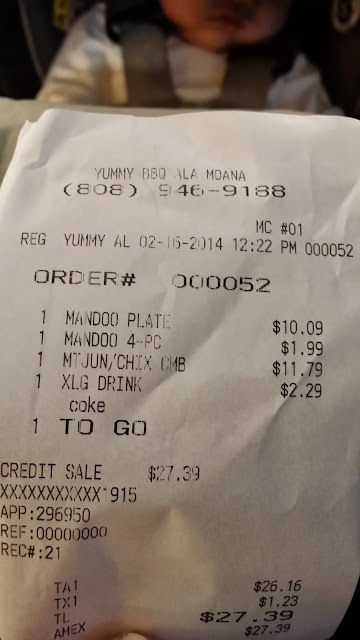 YUMMY BBQ ALA MOANA
(808) 946-9188
MC #01
REG YUMMY AL 02-16-2014 12:22 PM 000052
ORDER# 000052
1 MANDOO PLATE $10.09
1 MANDOO 4-PC $1.99
1 MTJUN/CHIX CMB $11.79
1 XLG DRINK $2.29
coke
1 TO GO
CREDIT SALE $27.39
XXXXXXXXXXX1915
APP:296950
REF:00000000
REC#:21
TA1 $26.16
TX1 $1.23
TL $27.39
AMEX $27.39